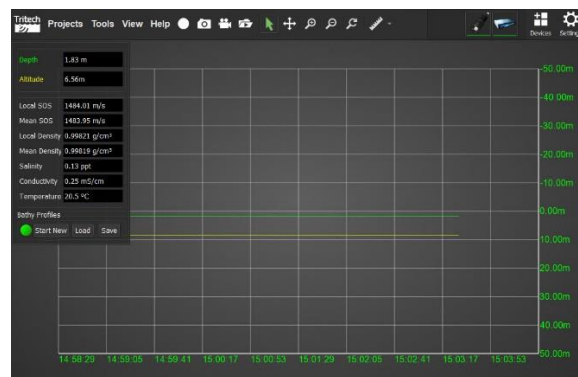 Tritech
Projects Tools View Help
Devices Setting
Depth 1.83 m
Altitude 6.56m
Local SOS 1484.01 m/s
Mean SOS 1483.95 m/s
Local Density 0.99821 g/cm³
Mean Density 0.99819 g/cm³
Salinity 0.13 ppt
Conductivity 0.25 mS/cm
Temperature 20.5 ºC
Bathy Profiles
Start New Load Save
-50.00m
-40.00m
-30.00m
-20.00m
-10.00m
0.00m
10.00m
20.00m
30.00m
40.00m
50.00m
14:58:29 14:59:05 14:59:41 15:00:17 15:00:53 15:01:29 15:02:05 15:02:41 15:03:17 15:03:53